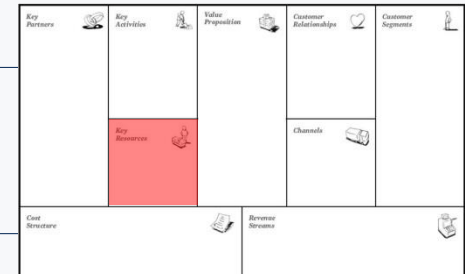 Key
Partners
Key
Activities
Value
Proposition
Customer
Relationships
Customer
Segments
Key
Resources
Channels
Cost
Structure
Revenue
Streams